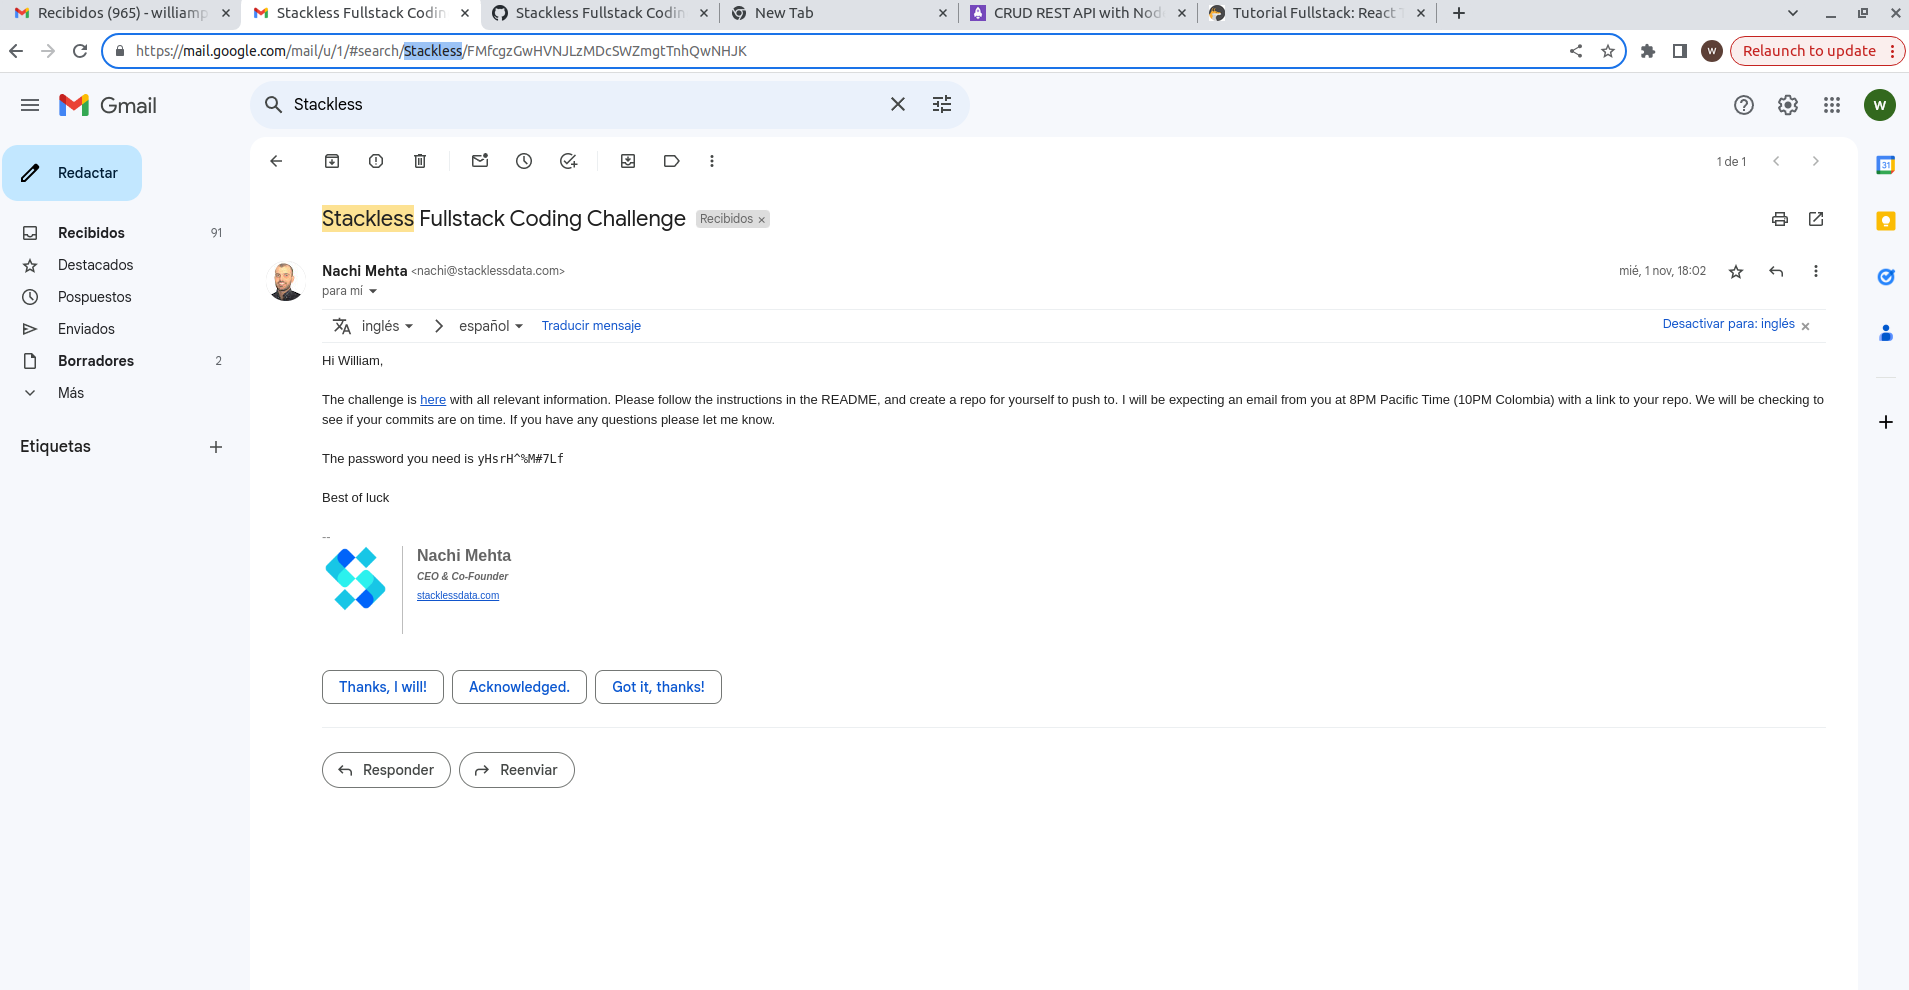 Recibidos (965) - williamp
Stackless Fullstack Codin
Stackless Fullstack Codin
New Tab
CRUD REST API with Nod
Tutorial Fullstack: React T
https://mail.google.com/mail/u/1/#search/Stackless/FMfcgzGwHVNJLzMDcSWZmgtTnhQwNHJK
W
Relaunch to update
Gmail
Stackless
W
Redactar
1 de 1
31
Stackless Fullstack Coding Challenge
Recibidos x
Recibidos 91
Destacados
Pospuestos
Enviados
Borradores 2
Más
Etiquetas
Nachi Mehta <nachi@stacklessdata.com>
mié, 1 nov, 18:02
para mí
inglés
español
Traducir mensaje
Desactivar para: inglés x
Hi William,
The challenge is here with all relevant information. Please follow the instructions in the README, and create a repo for yourself to push to. I will be expecting an email from you at 8PM Pacific Time (10PM Colombia) with a link to your repo. We will be checking to
see if your commits are on time. If you have any questions please let me know.
The password you need is yHsrH^%M#7Lf
Best of luck
--
Nachi Mehta
CEO & Co-Founder
stacklessdata.com
Thanks, I will!
Acknowledged.
Got it, thanks!
Responder
Reenviar